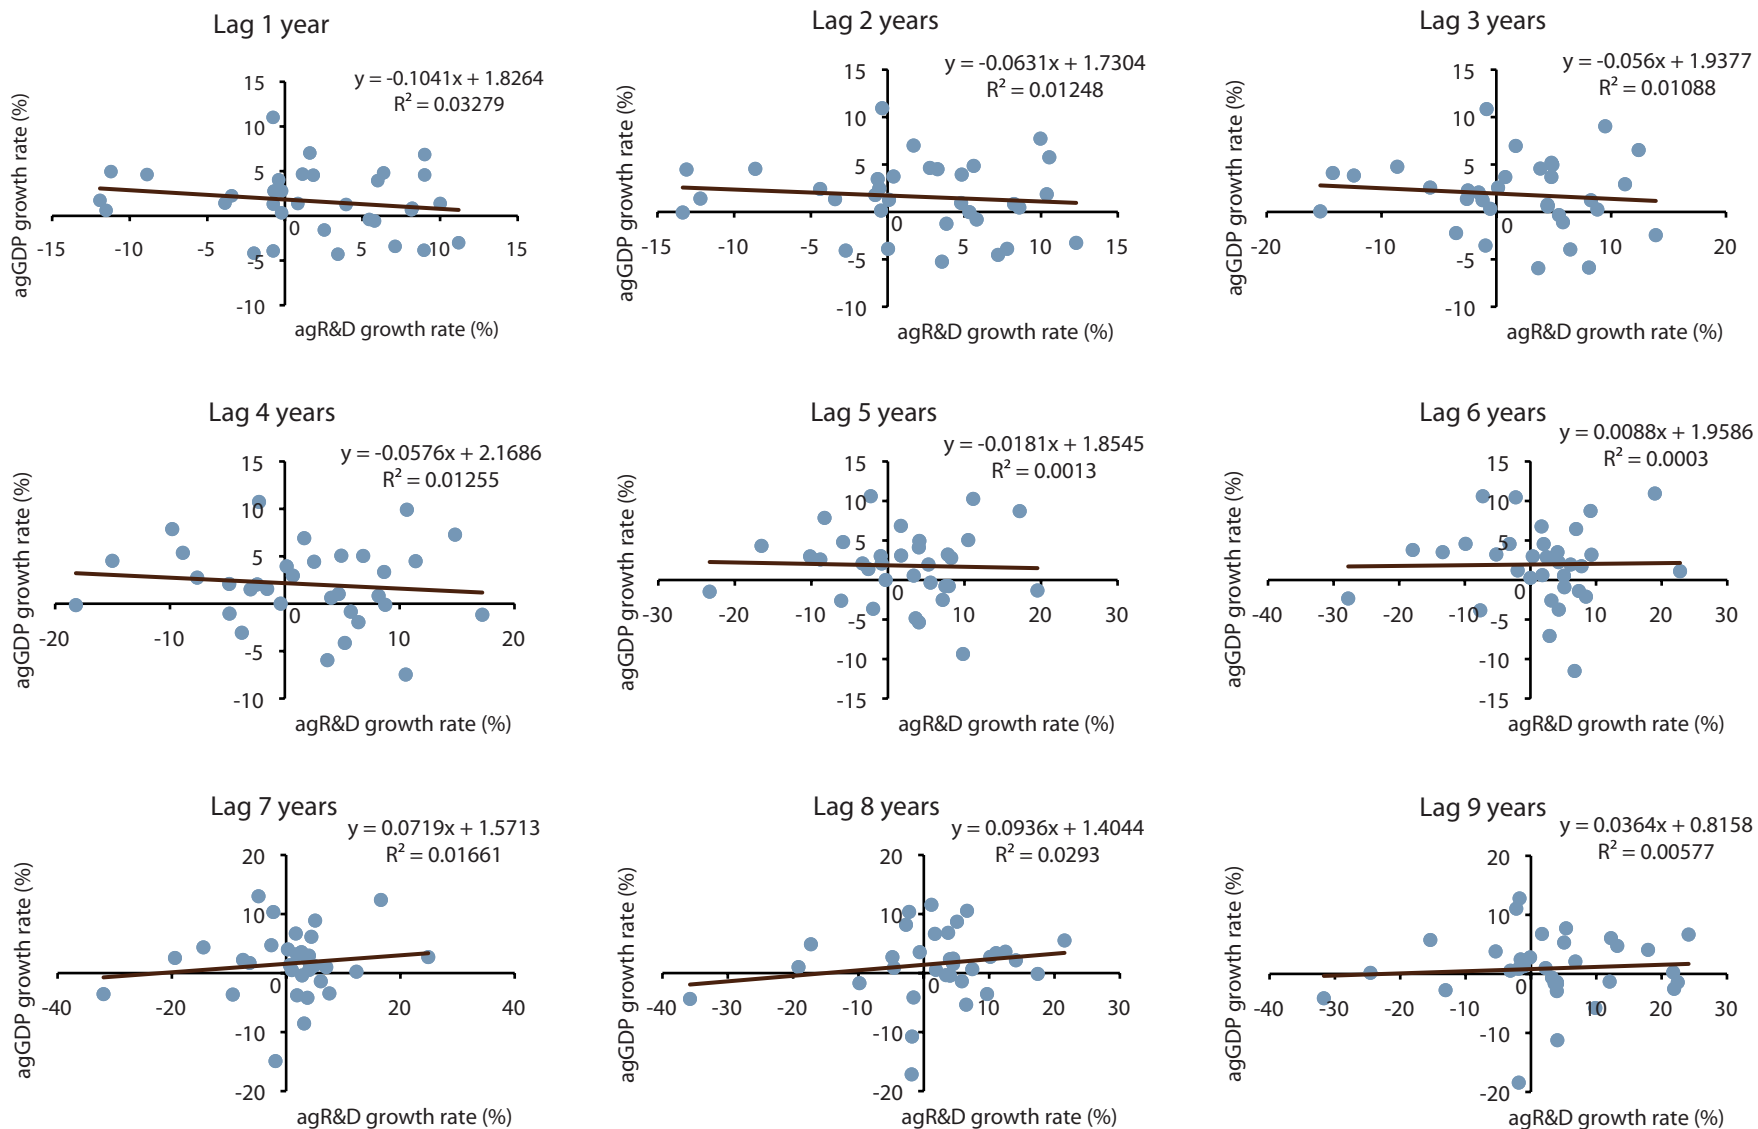 Lag 1 year
y = -0.1041x + 1.8264
R² = 0.03279
agGDP growth rate (%)
15
10
5
0
-5
-10
-15
-10
-5
5
10
15
agR&D growth rate (%)
Lag 2 years
y = -0.0631x + 1.7304
R² = 0.01248
agGDP growth rate (%)
15
10
5
0
-5
-10
-15
-10
-5
5
10
15
agR&D growth rate (%)
Lag 3 years
y = -0.056x + 1.9377
R² = 0.01088
agGDP growth rate (%)
15
10
5
0
-5
-10
-20
-10
10
20
agR&D growth rate (%)
Lag 4 years
y = -0.0576x + 2.1686
R² = 0.01255
agGDP growth rate (%)
15
10
5
0
-5
-10
-20
-10
10
20
agR&D growth rate (%)
Lag 5 years
y = -0.0181x + 1.8545
R² = 0.0013
agGDP growth rate (%)
15
10
5
0
-5
-10
-15
-30
-20
-10
10
20
30
agR&D growth rate (%)
Lag 6 years
y = 0.0088x + 1.9586
R² = 0.0003
agGDP growth rate (%)
15
10
5
0
-5
-10
-15
-40
-30
-20
-10
10
20
30
agR&D growth rate (%)
Lag 7 years
y = 0.0719x + 1.5713
R² = 0.01661
agGDP growth rate (%)
20
10
0
-10
-20
-40
-20
20
40
agR&D growth rate (%)
Lag 8 years
y = 0.0936x + 1.4044
R² = 0.0293
agGDP growth rate (%)
20
10
0
-10
-20
-40
-30
-20
-10
10
20
30
agR&D growth rate (%)
Lag 9 years
y = 0.0364x + 0.8158
R² = 0.00577
agGDP growth rate (%)
20
10
0
-10
-20
-40
-30
-20
-10
10
20
30
agR&D growth rate (%)